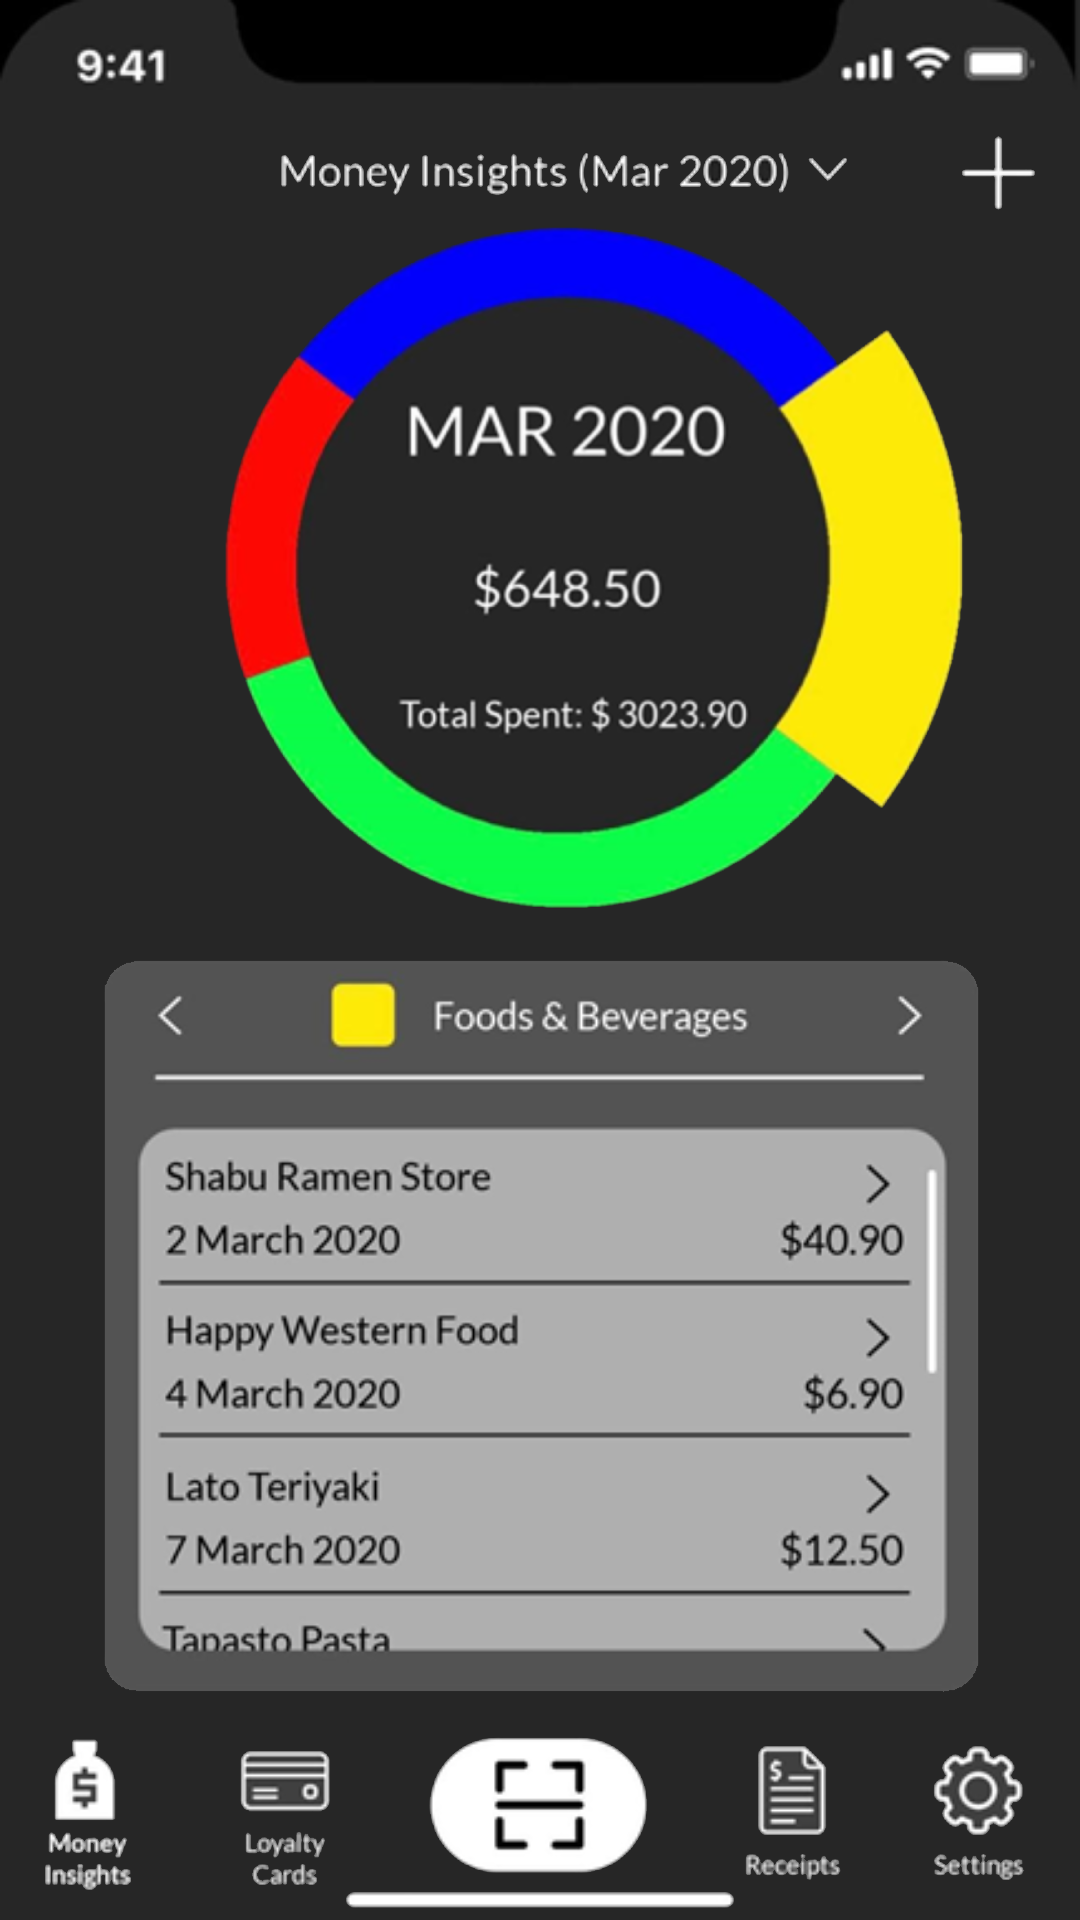 9:41
Money Insights (Mar 2020)
MAR 2020
$648.50
Total Spent: $ 3023.90
Foods & Beverages
Shabu Ramen Store
2 March 2020 $40.90
Happy Western Food
4 March 2020 $6.90
Lato Teriyaki
7 March 2020 $12.50
Tapasto Pasta
$
Money
Insights
Loyalty
Cards
$
Receipts
Settings